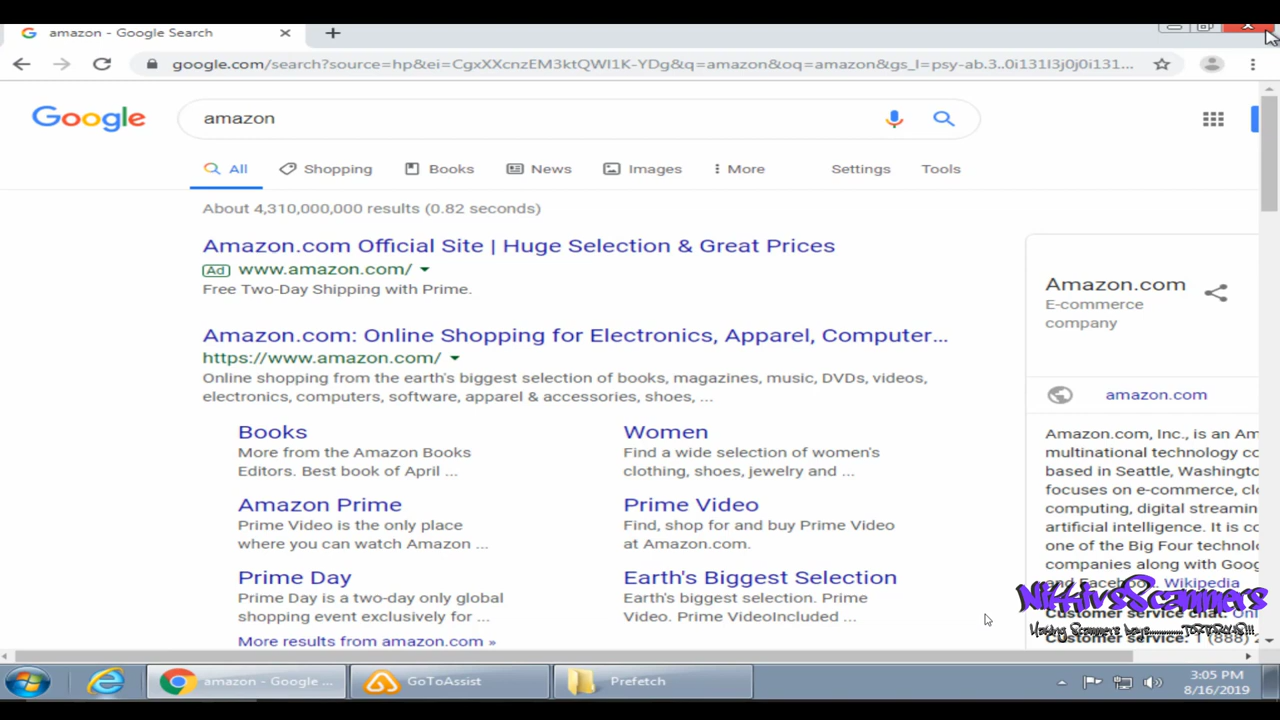 amazon - Google Search
google.com/search?source=hp&ei=CgxXXcnzEM3ktQWI1K-YDg&q=amazon&oq=amazon&gs_l=psy-ab.3..0i131l3j0j0i131...
Google
amazon
All Shopping Books News Images More Settings Tools
About 4,310,000,000 results (0.82 seconds)
Amazon.com Official Site | Huge Selection & Great Prices
Ad www.amazon.com/
Free Two-Day Shipping with Prime.
Amazon.com: Online Shopping for Electronics, Apparel, Computer...
https://www.amazon.com/
Online shopping from the earth's biggest selection of books, magazines, music, DVDs, videos,
electronics, computers, software, apparel & accessories, shoes, ...
Books
More from the Amazon Books
Editors. Best book of April ...
Women
Find a wide selection of women's
clothing, shoes, jewelry and ...
Amazon Prime
Prime Video is the only place
where you can watch Amazon ...
Prime Video
Find, shop for and buy Prime Video
at Amazon.com.
Prime Day
Prime Day is a two-day only global
shopping event exclusively for ...
Earth's Biggest Selection
Earth's biggest selection. Prime
Video. Prime VideoIncluded ...
More results from amazon.com »
Amazon.com
E-commerce
company
amazon.com
Amazon.com, Inc., is an Am
multinational technology co
based in Seattle, Washingto
focuses on e-commerce, clo
computing, digital streamin
artificial intelligence. It is co
one of the Big Four technolo
companies along with Goog
and Facebook. Wikipedia
Customer service chat: Onl
Customer service: 1 (888) 2
NikkivsScammers
amazon - Google ...
GoToAssist
Prefetch
3:05 PM
8/16/2019